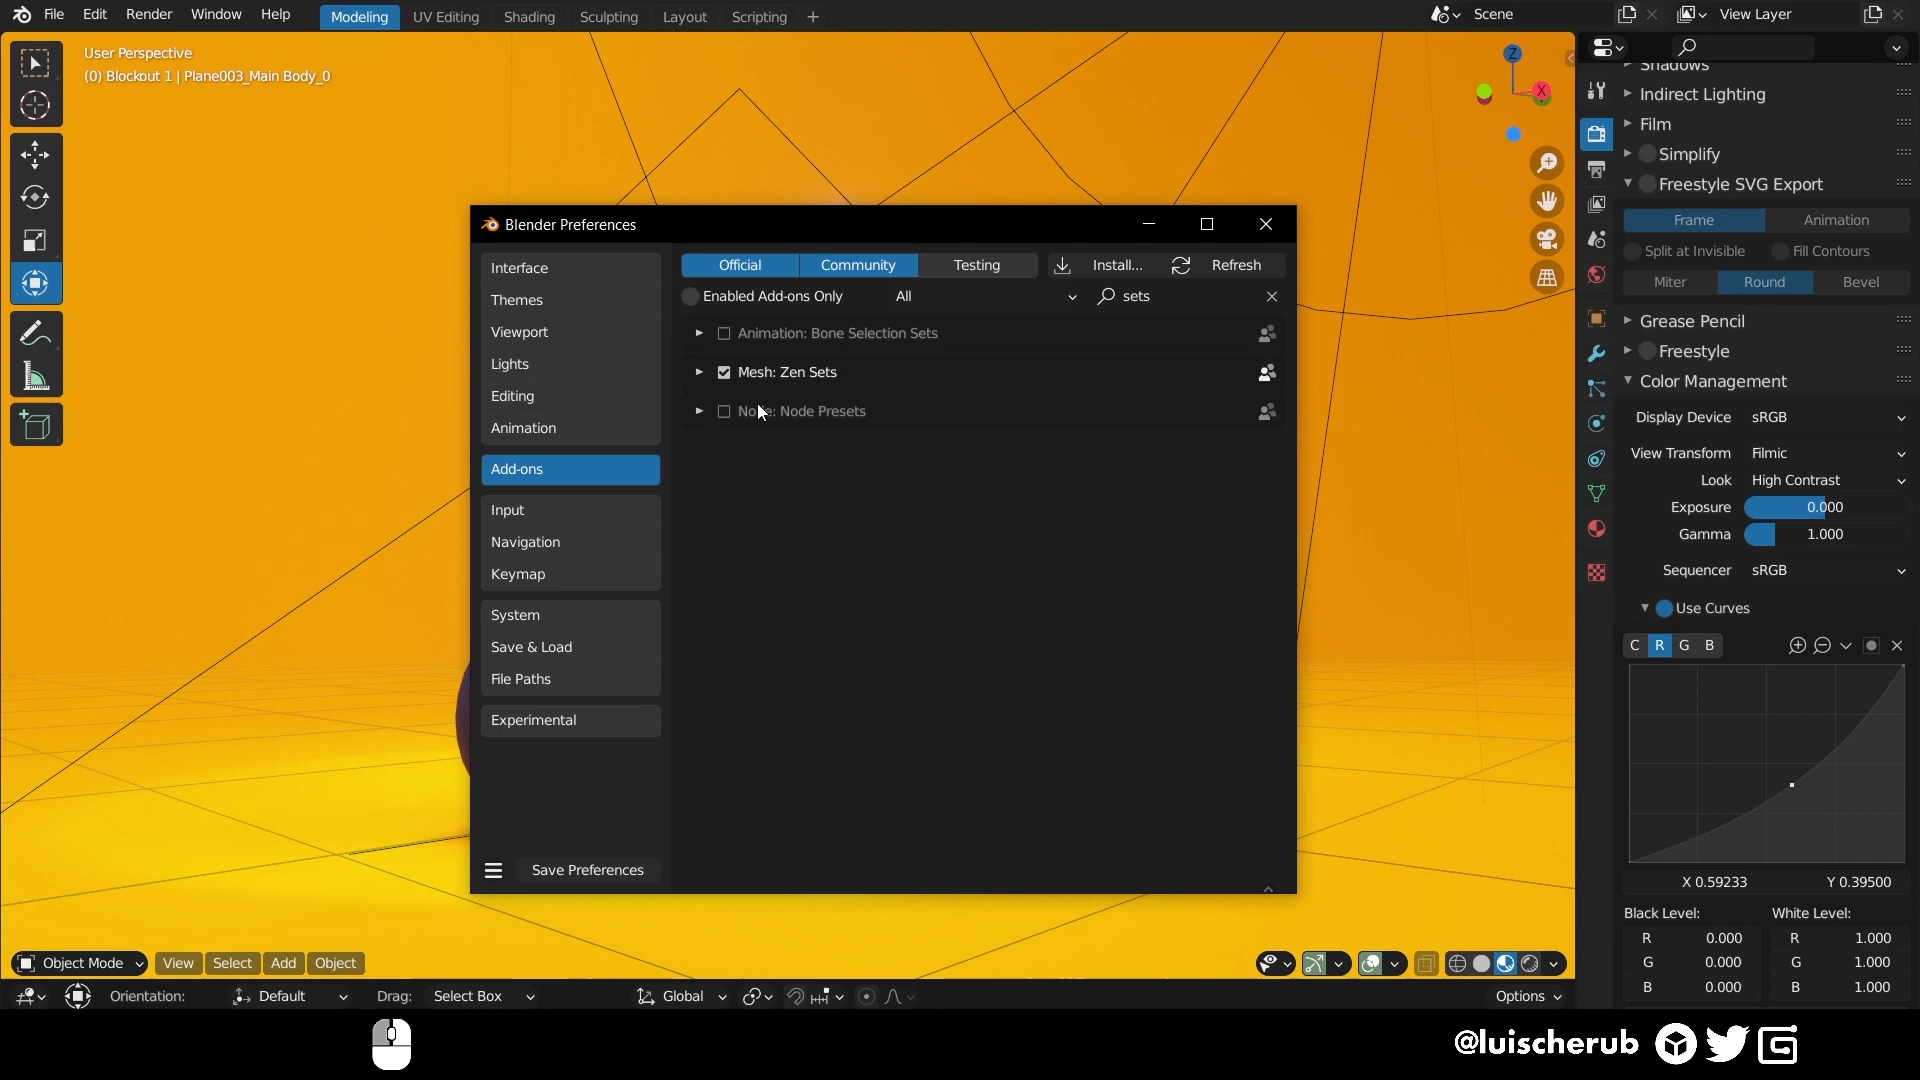 File Edit Render Window Help
Modeling UV Editing Shading Sculpting Layout Scripting +
Scene
View Layer
User Perspective
(0) Blockout 1 | Plane003_Main Body_0
Z
X
Blender Preferences
Interface
Themes
Viewport
Lights
Editing
Animation
Add-ons
Input
Navigation
Keymap
System
Save & Load
File Paths
Experimental
Save Preferences
Official Community Testing Install... Refresh
Enabled Add-ons Only All sets
Animation: Bone Selection Sets
Mesh: Zen Sets
Node: Node Presets
Shadows
Indirect Lighting
Film
Simplify
Freestyle SVG Export
Frame Animation
Split at Invisible Fill Contours
Miter Round Bevel
Grease Pencil
Freestyle
Color Management
Display Device sRGB
View Transform Filmic
Look High Contrast
Exposure 0.000
Gamma 1.000
Sequencer sRGB
Use Curves
C R G B
X 0.59233 Y 0.39500
Black Level: White Level:
R 0.000 R 1.000
G 0.000 G 1.000
B 0.000 B 1.000
Object Mode View Select Add Object
Orientation: Default Drag: Select Box Global Options
@luischerub